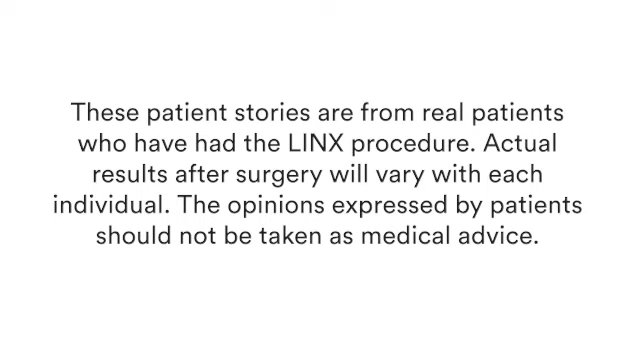 These patient stories are from real patients
who have had the LINX procedure. Actual
results after surgery will vary with each
individual. The opinions expressed by patients
should not be taken as medical advice.